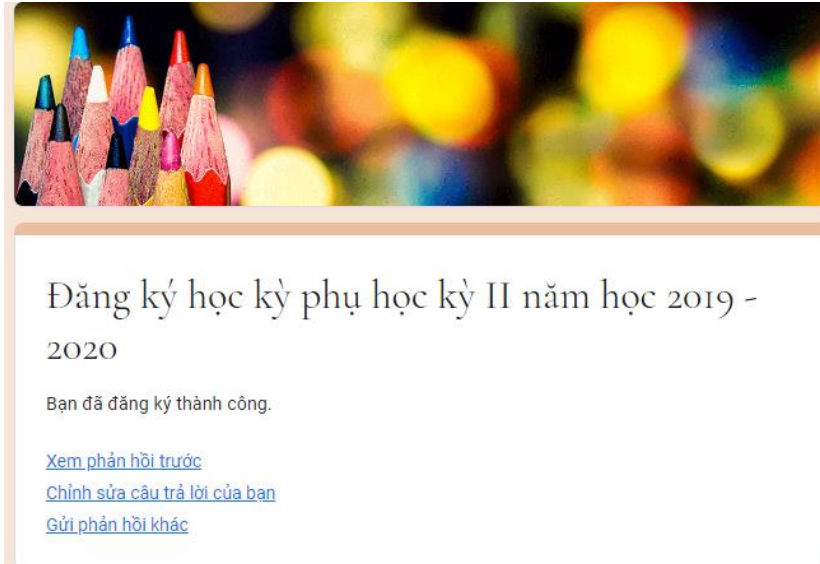 Đăng ký học kỳ phụ học kỳ II năm học 2019 -
2020
Bạn đã đăng ký thành công.
Xem phản hồi trước
Chỉnh sửa câu trả lời của bạn
Gửi phản hồi khác